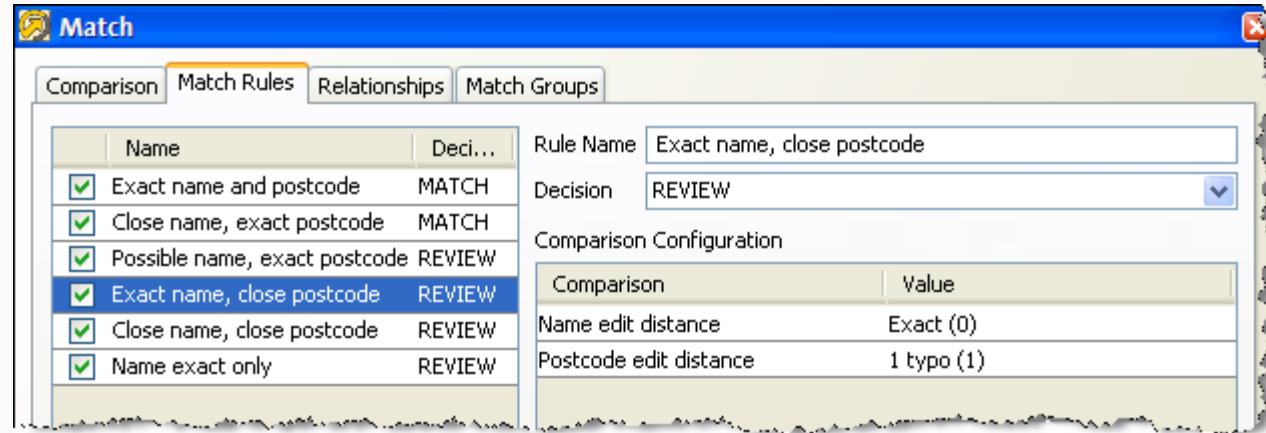 Match
Comparison Match Rules Relationships Match Groups
Name Deci...
Exact name and postcode MATCH
Close name, exact postcode MATCH
Possible name, exact postcode REVIEW
Exact name, close postcode REVIEW
Close name, close postcode REVIEW
Name exact only REVIEW
Rule Name Exact name, close postcode
Decision REVIEW
Comparison Configuration
Comparison Value
Name edit distance Exact (0)
Postcode edit distance 1 typo (1)